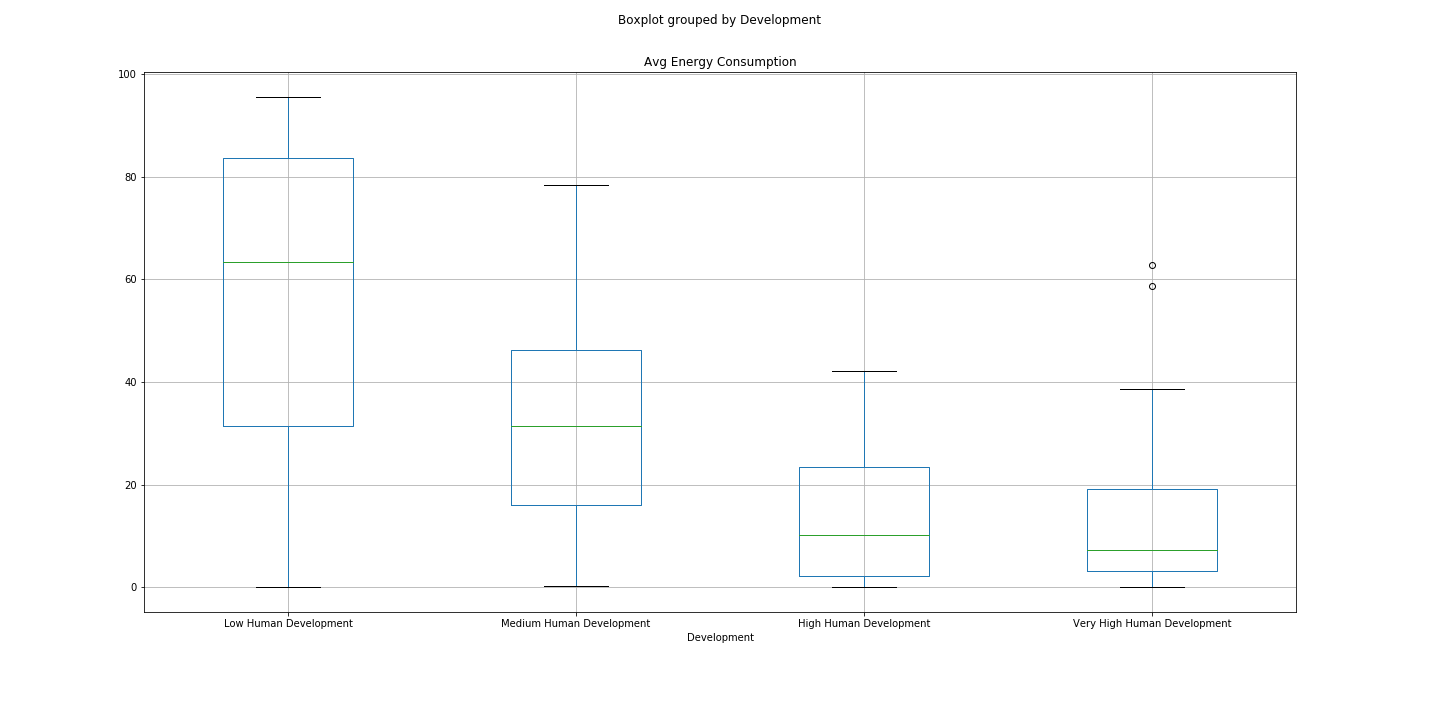 Boxplot grouped by Development
Avg Energy Consumption
100
80
60
40
20
0
Low Human Development Medium Human Development High Human Development Very High Human Development
Development